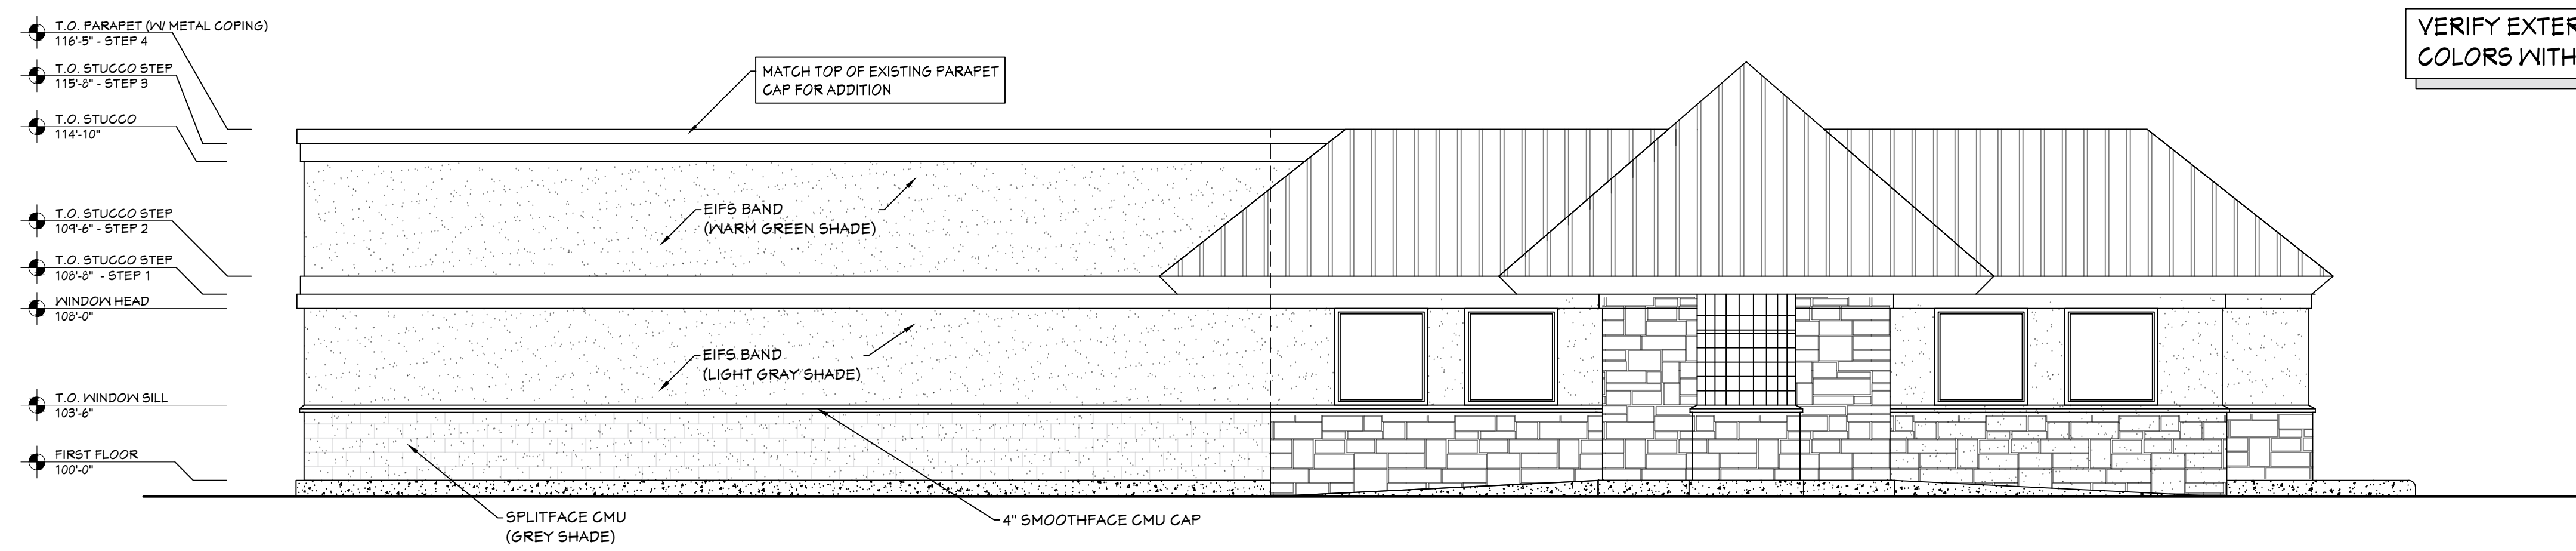 T.O. PARAPET (W/ METAL COPING)
116'-5" - STEP 4
T.O. STUCCO STEP
115'-8" - STEP 3
T.O. STUCCO
114'-10"
T.O. STUCCO STEP
109'-6" - STEP 2
T.O. STUCCO STEP
108'-8" - STEP 1
WINDOW HEAD
108'-0"
T.O. WINDOW SILL
103'-6"
FIRST FLOOR
100'-0"
MATCH TOP OF EXISTING PARAPET
CAP FOR ADDITION
EIFS BAND
(WARM GREEN SHADE)
EIFS BAND
(LIGHT GRAY SHADE)
SPLITFACE CMU
(GREY SHADE)
4" SMOOTHFACE CMU CAP
VERIFY EXTER
COLORS WITH